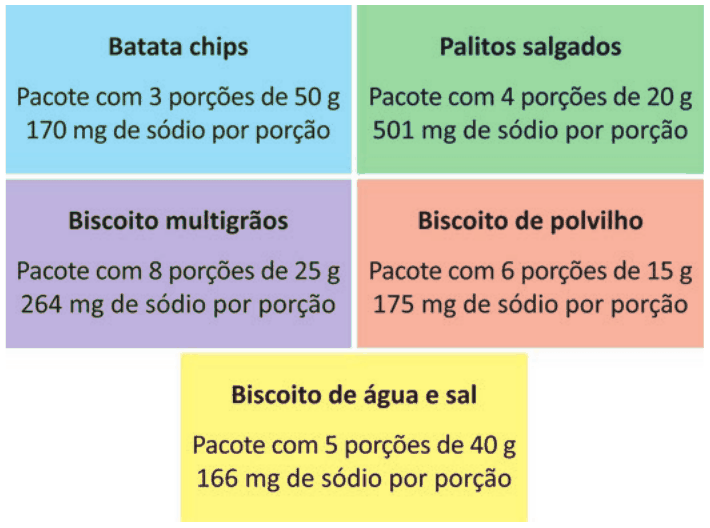 Batata chips
Pacote com 3 porções de 50 g
170 mg de sódio por porção
Palitos salgados
Pacote com 4 porções de 20 g
501 mg de sódio por porção
Biscoito multigrãos
Pacote com 8 porções de 25 g
264 mg de sódio por porção
Biscoito de polvilho
Pacote com 6 porções de 15 g
175 mg de sódio por porção
Biscoito de água e sal
Pacote com 5 porções de 40 g
166 mg de sódio por porção